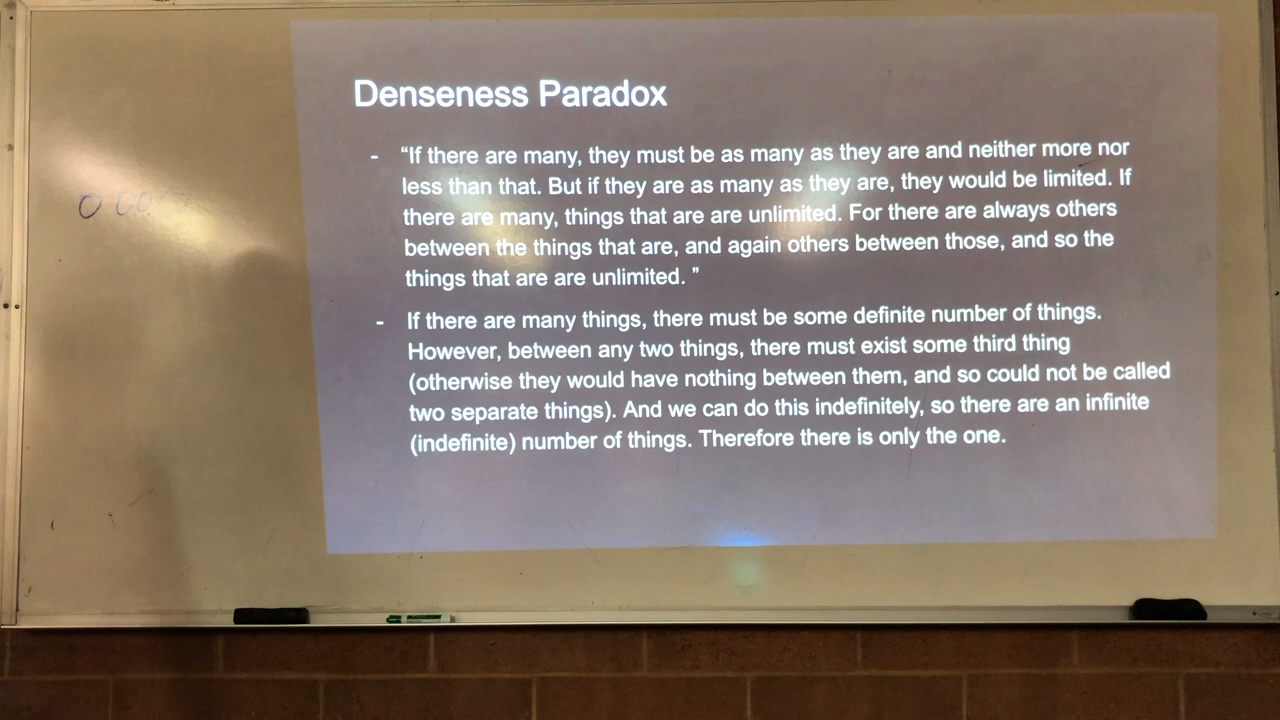 Denseness Paradox
- “If there are many, they must be as many as they are and neither more nor
less than that. But if they are as many as they are, they would be limited. If
there are many, things that are are unlimited. For there are always others
between the things that are, and again others between those, and so the
things that are are unlimited. ”
- If there are many things, there must be some definite number of things.
However, between any two things, there must exist some third thing
(otherwise they would have nothing between them, and so could not be called
two separate things). And we can do this indefinitely, so there are an infinite
(indefinite) number of things. Therefore there is only the one.